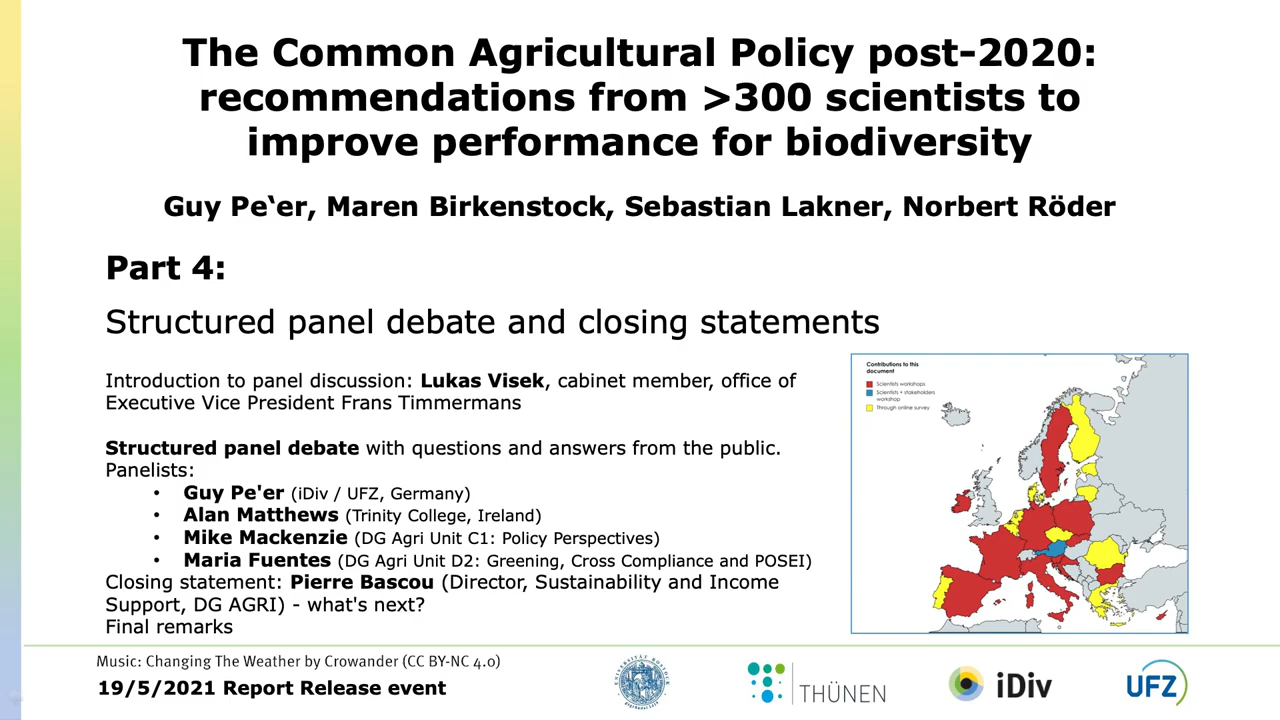 The Common Agricultural Policy post-2020:
recommendations from >300 scientists to
improve performance for biodiversity
Guy Pe‘er, Maren Birkenstock, Sebastian Lakner, Norbert Röder
Part 4:
Structured panel debate and closing statements
Introduction to panel discussion: Lukas Visek, cabinet member, office of
Executive Vice President Frans Timmermans
Structured panel debate with questions and answers from the public.
Panelists:
• Guy Pe'er (iDiv / UFZ, Germany)
• Alan Matthews (Trinity College, Ireland)
• Mike Mackenzie (DG Agri Unit C1: Policy Perspectives)
• Maria Fuentes (DG Agri Unit D2: Greening, Cross Compliance and POSEI)
Closing statement: Pierre Bascou (Director, Sustainability and Income
Support, DG AGRI) - what's next?
Final remarks
Contributions to this
document
Scientists workshops
Scientists + stakeholders
workshop
Through online survey
Music: Changing The Weather by Crowander (CC BY-NC 4.0)
19/5/2021 Report Release event
THÜNEN
iDiv
UFZ